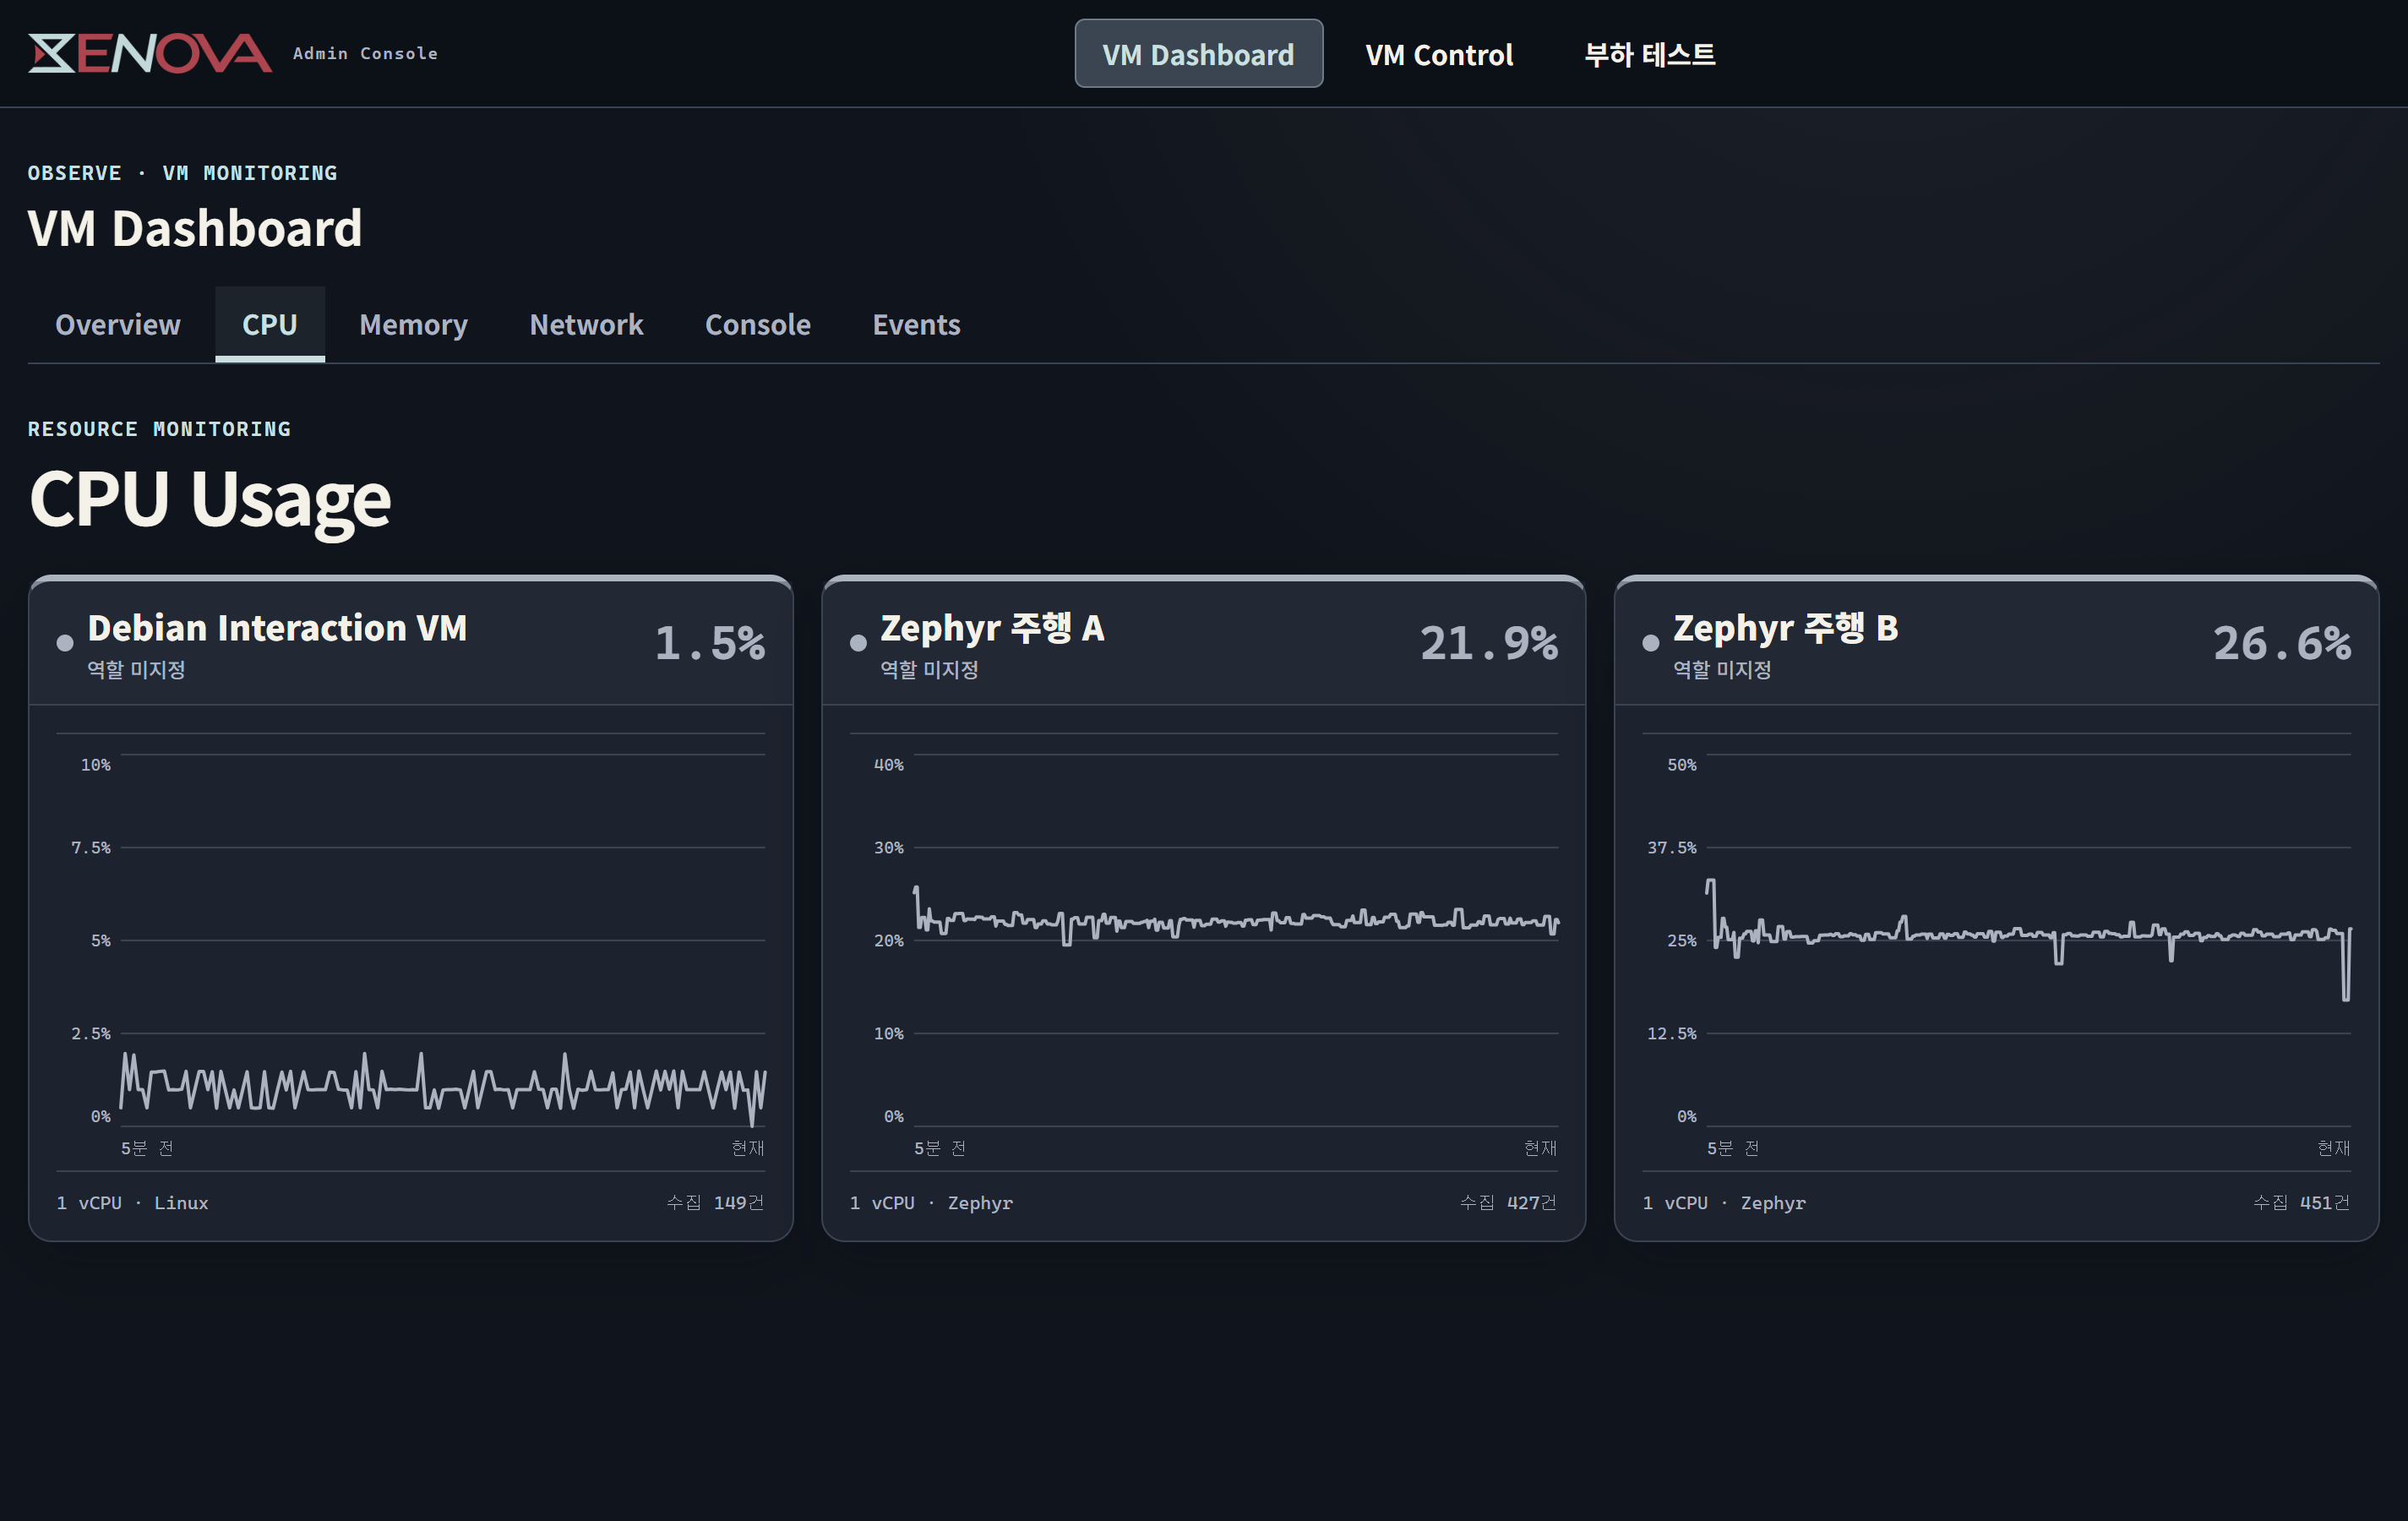 XENOVA Admin Console VM Dashboard VM Control 부하 테스트
OBSERVE · VM MONITORING
VM Dashboard
Overview CPU Memory Network Console Events
RESOURCE MONITORING
CPU Usage
Debian Interaction VM
역할 미지정
1.5%
10%
7.5%
5%
2.5%
0%
5분 전 현재
1 vCPU · Linux 수집 149건
Zephyr 주행 A
역할 미지정
21.9%
40%
30%
20%
10%
0%
5분 전 현재
1 vCPU · Zephyr 수집 427건
Zephyr 주행 B
역할 미지정
26.6%
50%
37.5%
25%
12.5%
0%
5분 전 현재
1 vCPU · Zephyr 수집 451건